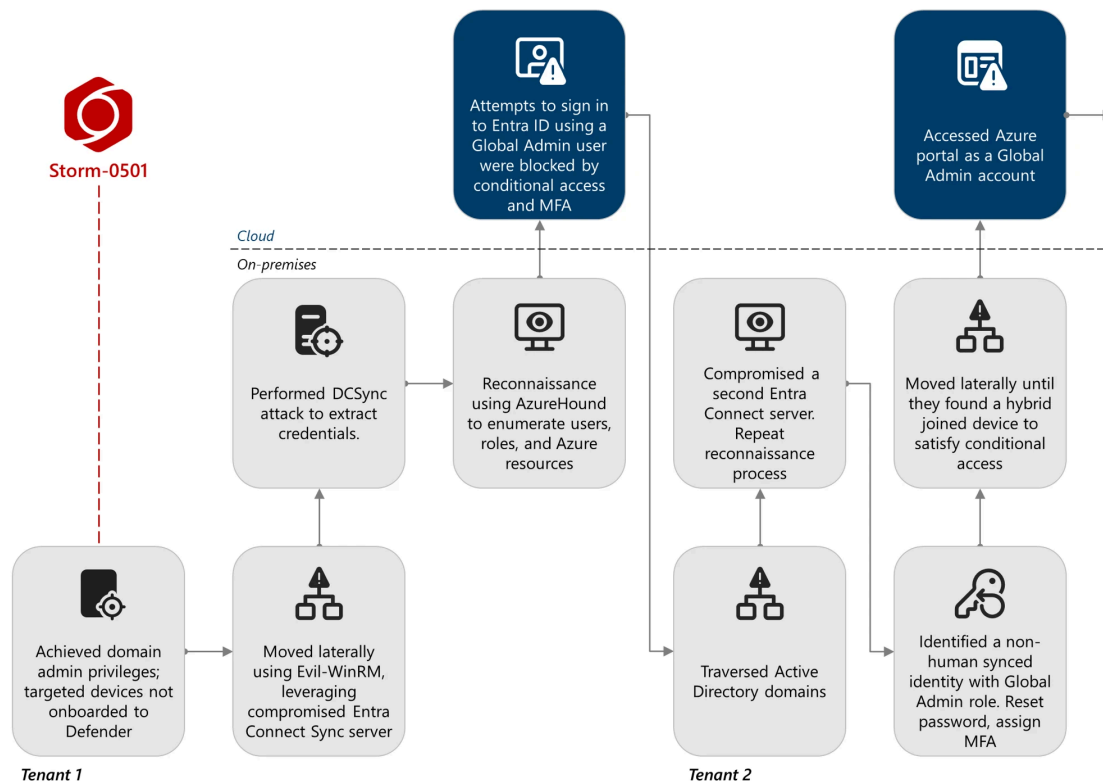 Storm-0501
Attempts to sign in
to Entra ID using a
Global Admin user
were blocked by
conditional access
and MFA
Accessed Azure
portal as a Global
Admin account
Cloud
On-premises
Performed DCSync
attack to extract
credentials.
Reconnaissance
using AzureHound
to enumerate users,
roles, and Azure
resources
Compromised a
second Entra
Connect server.
Repeat
reconnaissance
process
Moved laterally until
they found a hybrid
joined device to
satisfy conditional
access
Achieved domain
admin privileges;
targeted devices not
onboarded to
Defender
Moved laterally
using Evil-WinRM,
leveraging
compromised Entra
Connect Sync server
Traversed Active
Directory domains
Identified a non-
human synced
identity with Global
Admin role. Reset
password, assign
MFA
Tenant 1
Tenant 2